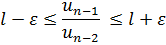 l − ε ≤ u_{n−1}/u_{n−2} ≤ l + ε